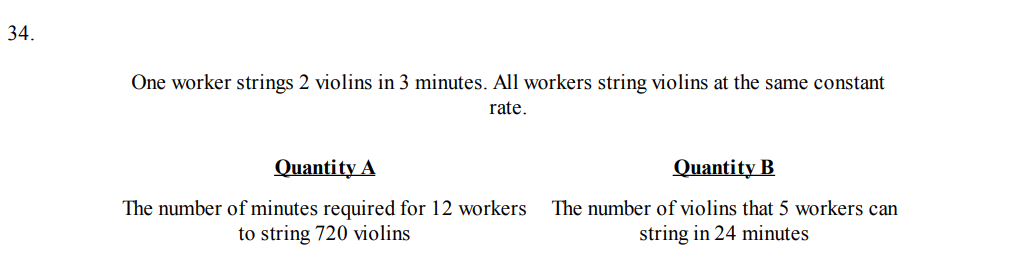 34.
One worker strings 2 violins in 3 minutes. All workers string violins at the same constant
rate.
Quantity A
Quantity B
The number of minutes required for 12 workers
to string 720 violins
The number of violins that 5 workers can
string in 24 minutes